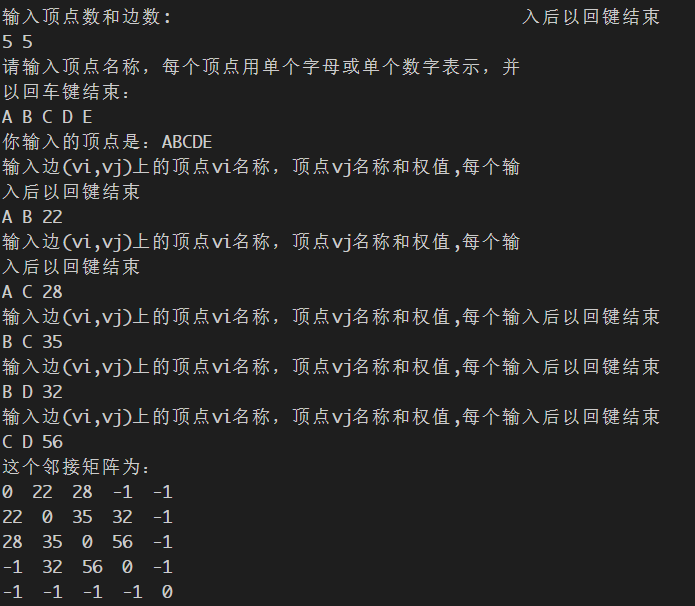 输入顶点数和边数: 入后以回键结束
5 5
请输入顶点名称，每个顶点用单个字母或单个数字表示，并
以回车键结束：
A B C D E
你输入的顶点是：ABCDE
输入边(vi,vj)上的顶点vi名称，顶点vj名称和权值,每个输
入后以回键结束
A B 22
输入边(vi,vj)上的顶点vi名称，顶点vj名称和权值,每个输
入后以回键结束
A C 28
输入边(vi,vj)上的顶点vi名称，顶点vj名称和权值,每个输入后以回键结束
B C 35
输入边(vi,vj)上的顶点vi名称，顶点vj名称和权值,每个输入后以回键结束
B D 32
输入边(vi,vj)上的顶点vi名称，顶点vj名称和权值,每个输入后以回键结束
C D 56
这个邻接矩阵为：
0 22 28 -1 -1
22 0 35 32 -1
28 35 0 56 -1
-1 32 56 0 -1
-1 -1 -1 -1 0